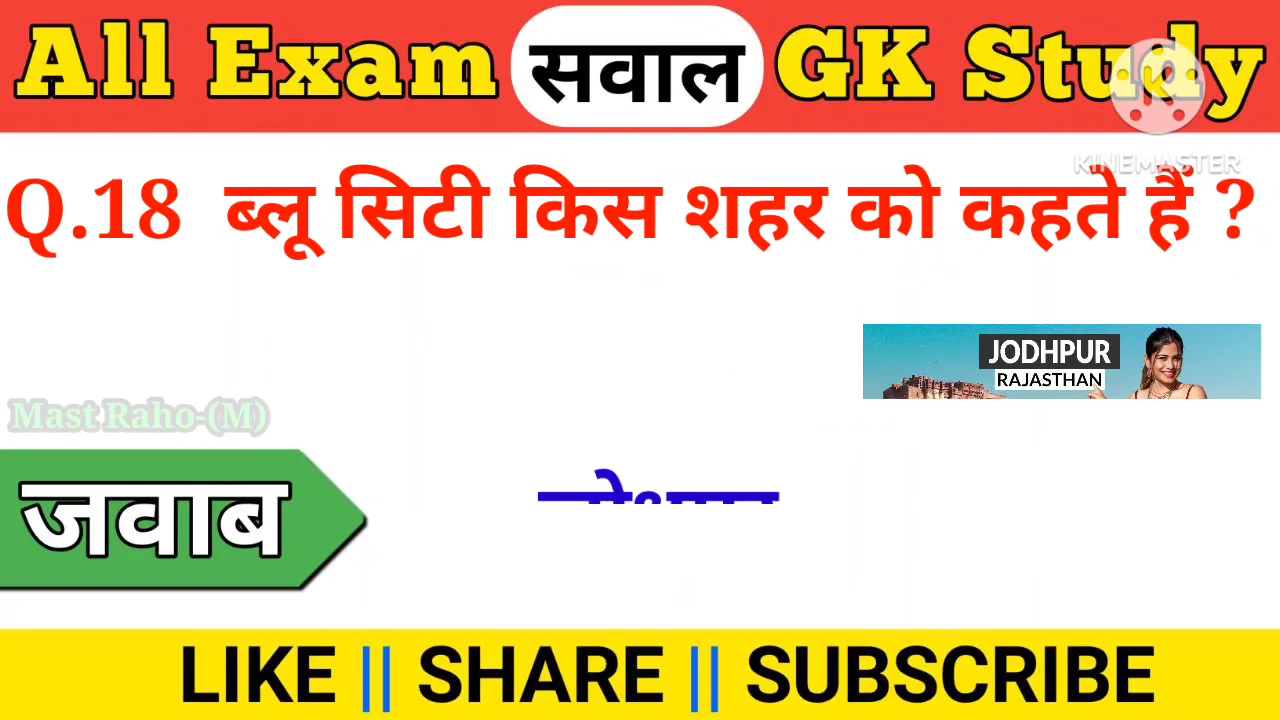 All Exam सवाल GK Study
KINEMASTER
Q.18 ब्लू सिटी किस शहर को कहते हैं ?
JODHPUR
RAJASTHAN
Mast Raho-(M)
जवाब
LIKE || SHARE || SUBSCRIBE